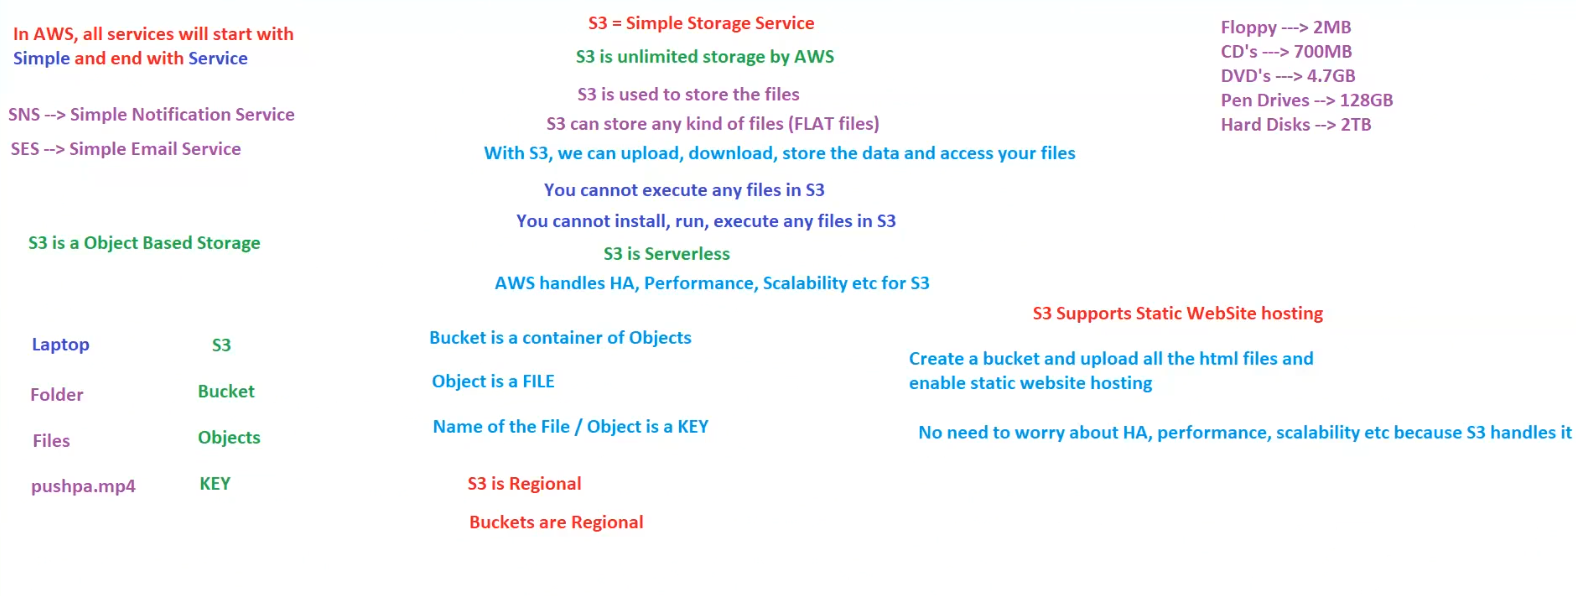 In AWS, all services will start with
Simple and end with Service
SNS --> Simple Notification Service
SES --> Simple Email Service
S3 is a Object Based Storage
S3 = Simple Storage Service
S3 is unlimited storage by AWS
S3 is used to store the files
S3 can store any kind of files (FLAT files)
With S3, we can upload, download, store the data and access your files
You cannot execute any files in S3
You cannot install, run, execute any files in S3
S3 is Serverless
AWS handles HA, Performance, Scalability etc for S3
Floppy ---> 2MB
CD's ---> 700MB
DVD's ---> 4.7GB
Pen Drives --> 128GB
Hard Disks --> 2TB
Laptop S3
Folder Bucket
Files Objects
pushpa.mp4 KEY
Bucket is a container of Objects
Object is a FILE
Name of the File / Object is a KEY
S3 is Regional
Buckets are Regional
S3 Supports Static WebSite hosting
Create a bucket and upload all the html files and
enable static website hosting
No need to worry about HA, performance, scalability etc because S3 handles it